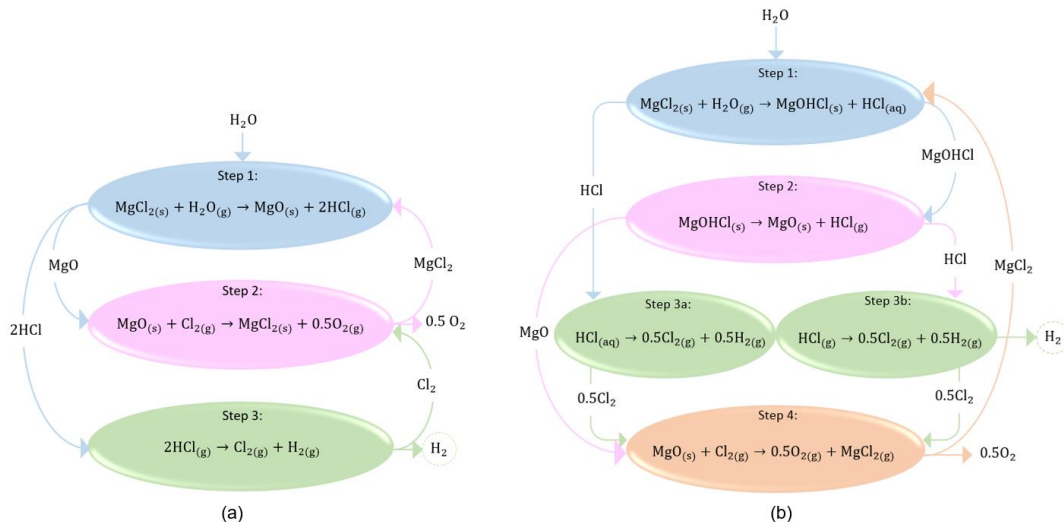 H₂O
Step 1:
MgCl₂₍ₛ₎ + H₂O₍g₎ → MgO₍ₛ₎ + 2HCl₍g₎
MgO
MgCl₂
2HCl
Step 2:
MgO₍ₛ₎ + Cl₂₍g₎ → MgCl₂₍ₛ₎ + 0.5O₂₍g₎
0.5 O₂
Cl₂
Step 3:
2HCl₍g₎ → Cl₂₍g₎ + H₂₍g₎
H₂
(a)
H₂O
Step 1:
MgCl₂₍ₛ₎ + H₂O₍g₎ → MgOHCl₍ₛ₎ + HCl₍aq₎
HCl
MgOHCl
Step 2:
MgOHCl₍ₛ₎ → MgO₍ₛ₎ + HCl₍g₎
HCl
MgCl₂
MgO
Step 3a:
HCl₍aq₎ → 0.5Cl₂₍g₎ + 0.5H₂₍g₎
Step 3b:
HCl₍g₎ → 0.5Cl₂₍g₎ + 0.5H₂₍g₎
H₂
0.5Cl₂
0.5Cl₂
Step 4:
MgO₍ₛ₎ + Cl₂₍g₎ → 0.5O₂₍g₎ + MgCl₂₍g₎
0.5O₂
(b)